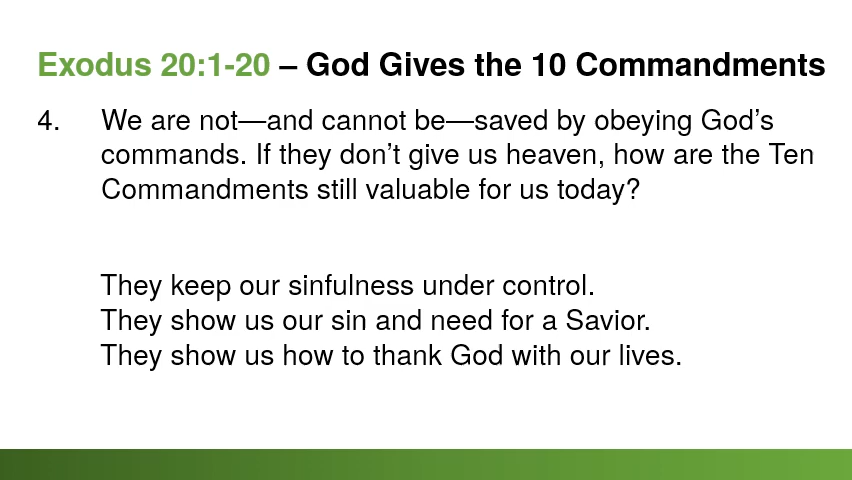 Exodus 20:1-20 – God Gives the 10 Commandments
4. We are not—and cannot be—saved by obeying God’s
commands. If they don’t give us heaven, how are the Ten
Commandments still valuable for us today?
They keep our sinfulness under control.
They show us our sin and need for a Savior.
They show us how to thank God with our lives.